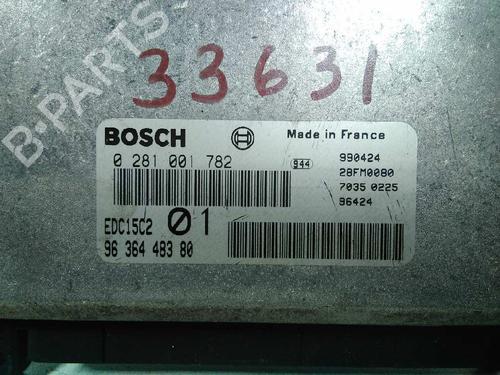 33631
B-PARTS
BOSCH
Made in France
0 281 001 782
944
990424
28FM0080
7035 0225
96424
EDC15C2
01
96 364 483 80